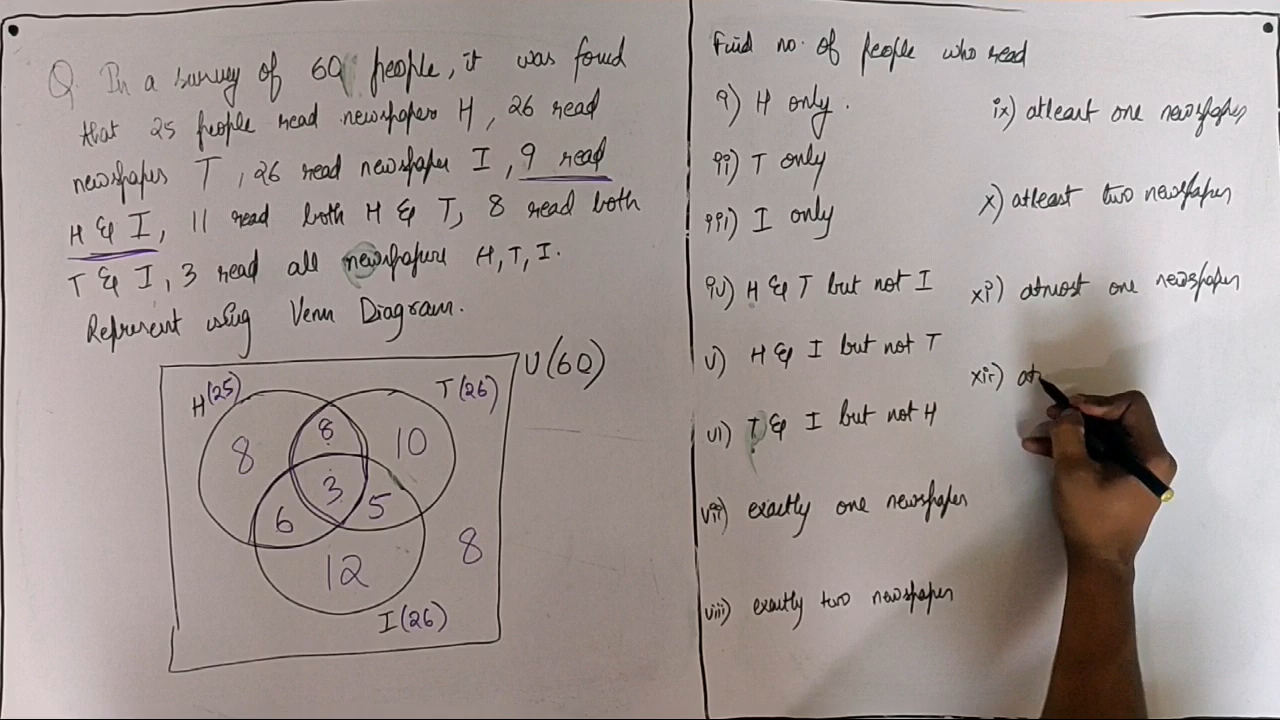 Q. In a survey of 60 people, it was found
that 25 people read newspapers H, 26 read
newspapers T, 26 read newspaper I, 9 read
H & I, 11 read both H & T, 8 read both
T & I, 3 read all newspapers H, T, I.
Represent using Venn Diagram.
U(60)
H(25)
T(26)
8
8
10
3
6
5
12
8
I(26)
Find no. of people who read
i) H only.
ii) T only
iii) I only
iv) H & T but not I
v) H & I but not T
vi) T & I but not H
vii) exactly one newspaper
viii) exactly two newspaper
ix) atleast one newspaper
x) atleast two newspaper
xi) atmost one newspaper
xii) at